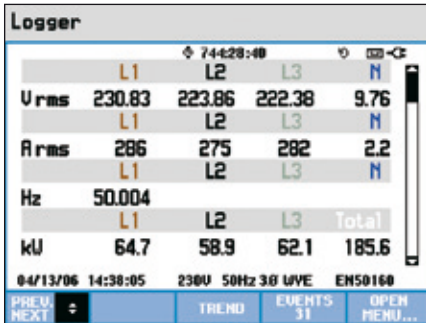 Logger
744:28:40
L1 L2 L3 N
Vrms 230.83 223.86 222.38 9.76
L1 L2 L3 N
Arms 286 275 282 2.2
L1 L2 L3 N
Hz 50.004
L1 L2 L3 Total
kW 64.7 58.9 62.1 185.6
04/13/06 14:38:05 230V 50Hz 3Ø WYE EN50160
PREV. NEXT TREND EVENTS 31 OPEN MENU...